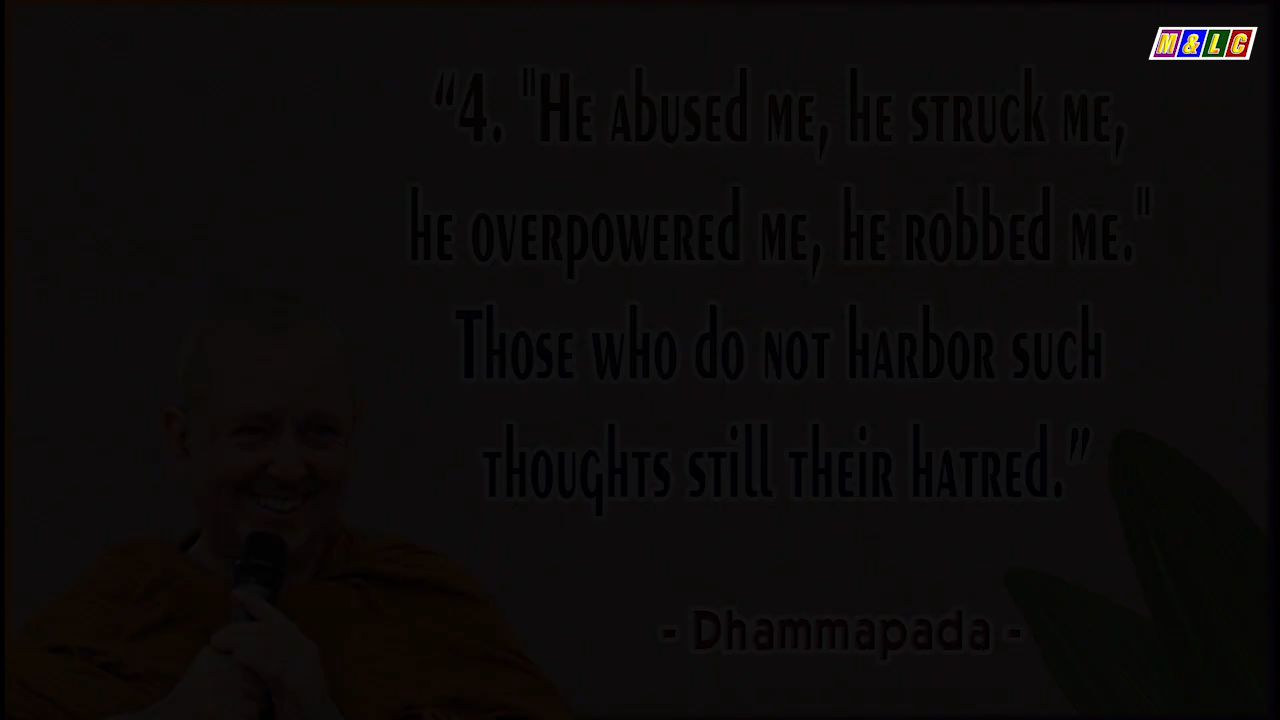 M&LC
“4. "He abused me, he struck me,
he overpowered me, he robbed me."
Those who do not harbor such
thoughts still their hatred.”
- Dhammapada -